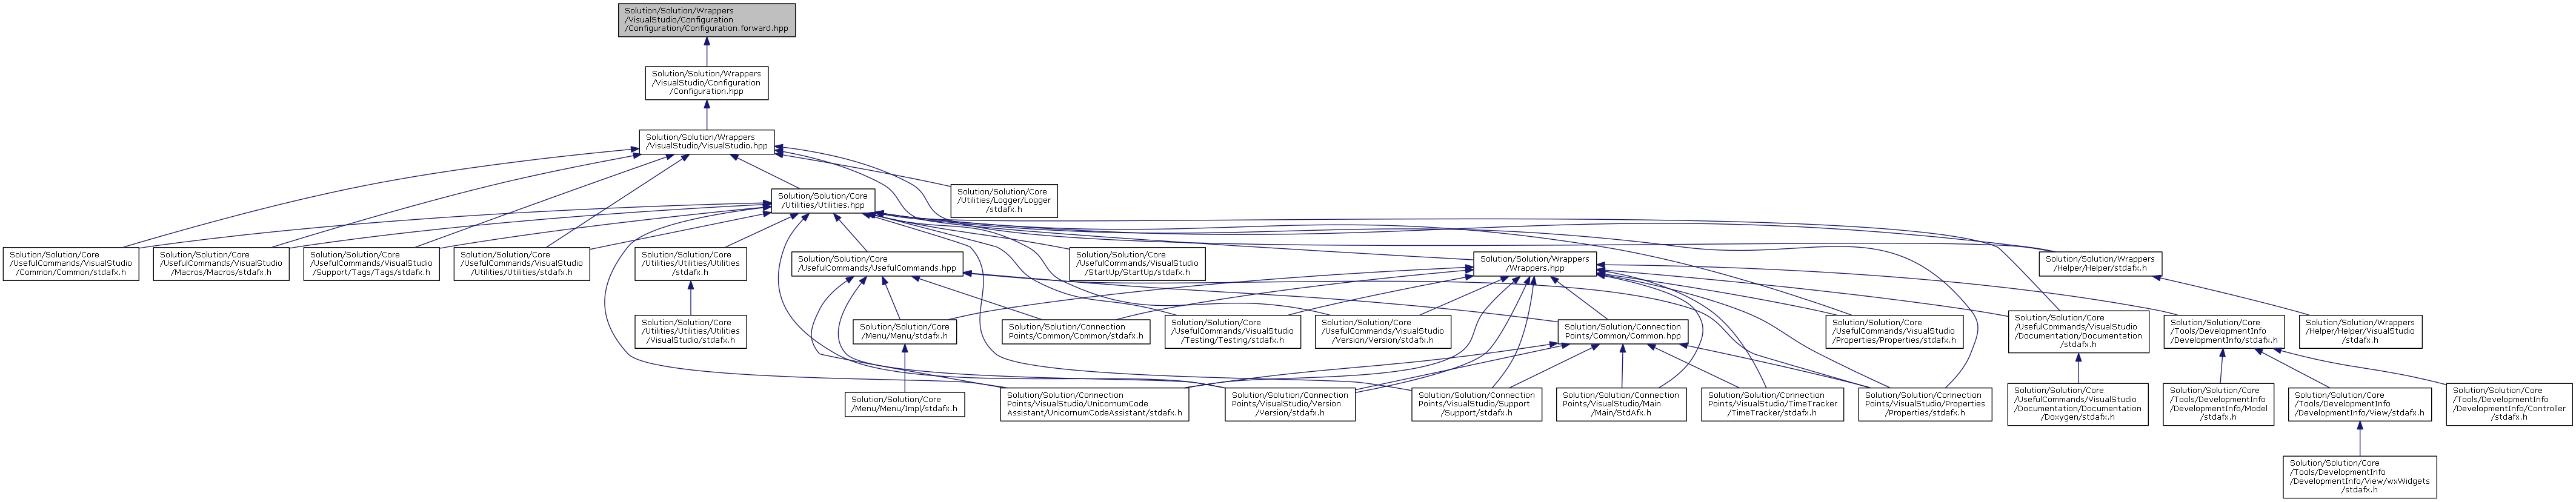 Solution/Solution/Wrappers
/VisualStudio/Configuration
/Configuration/Configuration.forward.hpp
Solution/Solution/Wrappers
/VisualStudio/Configuration
/Configuration.hpp
Solution/Solution/Wrappers
/VisualStudio/VisualStudio.hpp
Solution/Solution/Core
/Utilities/Utilities.hpp
Solution/Solution/Core
/Utilities/Logger/Logger
/stdafx.h
Solution/Solution/Core
/UsefulCommands/VisualStudio
/Common/Common/stdafx.h
Solution/Solution/Core
/UsefulCommands/VisualStudio
/Macros/Macros/stdafx.h
Solution/Solution/Core
/UsefulCommands/VisualStudio
/Support/Tags/Tags/stdafx.h
Solution/Solution/Core
/UsefulCommands/VisualStudio
/Utilities/Utilities/stdafx.h
Solution/Solution/Core
/Utilities/Utilities/Utilities
/stdafx.h
Solution/Solution/Core
/UsefulCommands/UsefulCommands.hpp
Solution/Solution/Core
/UsefulCommands/VisualStudio
/StartUp/StartUp/stdafx.h
Solution/Solution/Wrappers
/Wrappers.hpp
Solution/Solution/Wrappers
/Helper/Helper/stdafx.h
Solution/Solution/Core
/Utilities/Utilities/Utilities
/VisualStudio/stdafx.h
Solution/Solution/Core
/Menu/Menu/stdafx.h
Solution/Solution/Connection
Points/Common/Common/stdafx.h
Solution/Solution/Core
/UsefulCommands/VisualStudio
/Testing/Testing/stdafx.h
Solution/Solution/Core
/UsefulCommands/VisualStudio
/Version/Version/stdafx.h
Solution/Solution/Connection
Points/Common/Common.hpp
Solution/Solution/Core
/UsefulCommands/VisualStudio
/Properties/Properties/stdafx.h
Solution/Solution/Core
/UsefulCommands/VisualStudio
/Documentation/Documentation
/stdafx.h
Solution/Solution/Core
/Tools/DevelopmentInfo
/DevelopmentInfo/stdafx.h
Solution/Solution/Wrappers
/Helper/Helper/VisualStudio
/stdafx.h
Solution/Solution/Core
/Menu/Menu/Impl/stdafx.h
Solution/Solution/Connection
Points/VisualStudio/UnicornumCode
Assistant/UnicornumCodeAssistant/stdafx.h
Solution/Solution/Connection
Points/VisualStudio/Version
/Version/stdafx.h
Solution/Solution/Connection
Points/VisualStudio/Support
/Support/stdafx.h
Solution/Solution/Connection
Points/VisualStudio/Main
/Main/StdAfx.h
Solution/Solution/Connection
Points/VisualStudio/TimeTracker
/TimeTracker/stdafx.h
Solution/Solution/Connection
Points/VisualStudio/Properties
/Properties/stdafx.h
Solution/Solution/Core
/UsefulCommands/VisualStudio
/Documentation/Documentation
/Doxygen/stdafx.h
Solution/Solution/Core
/Tools/DevelopmentInfo
/DevelopmentInfo/Model
/stdafx.h
Solution/Solution/Core
/Tools/DevelopmentInfo
/DevelopmentInfo/View/stdafx.h
Solution/Solution/Core
/Tools/DevelopmentInfo
/DevelopmentInfo/Controller
/stdafx.h
Solution/Solution/Core
/Tools/DevelopmentInfo
/DevelopmentInfo/View/wxWidgets
/stdafx.h